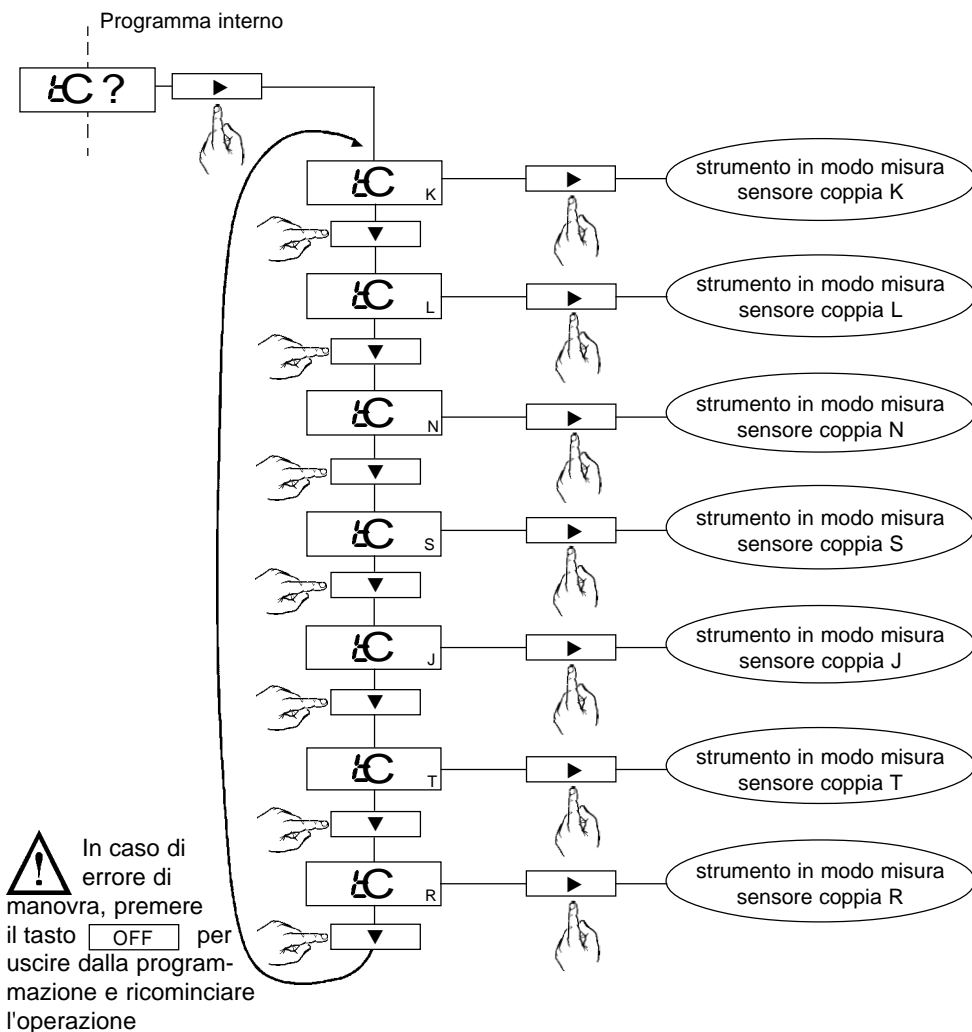 Programma interno
tC ?
tC K
strumento in modo misura
sensore coppia K
tC L
strumento in modo misura
sensore coppia L
tC N
strumento in modo misura
sensore coppia N
tC S
strumento in modo misura
sensore coppia S
tC J
strumento in modo misura
sensore coppia J
tC T
strumento in modo misura
sensore coppia T
tC R
strumento in modo misura
sensore coppia R
In caso di
errore di
manovra, premere
il tasto OFF per
uscire dalla program-
mazione e ricominciare
l'operazione